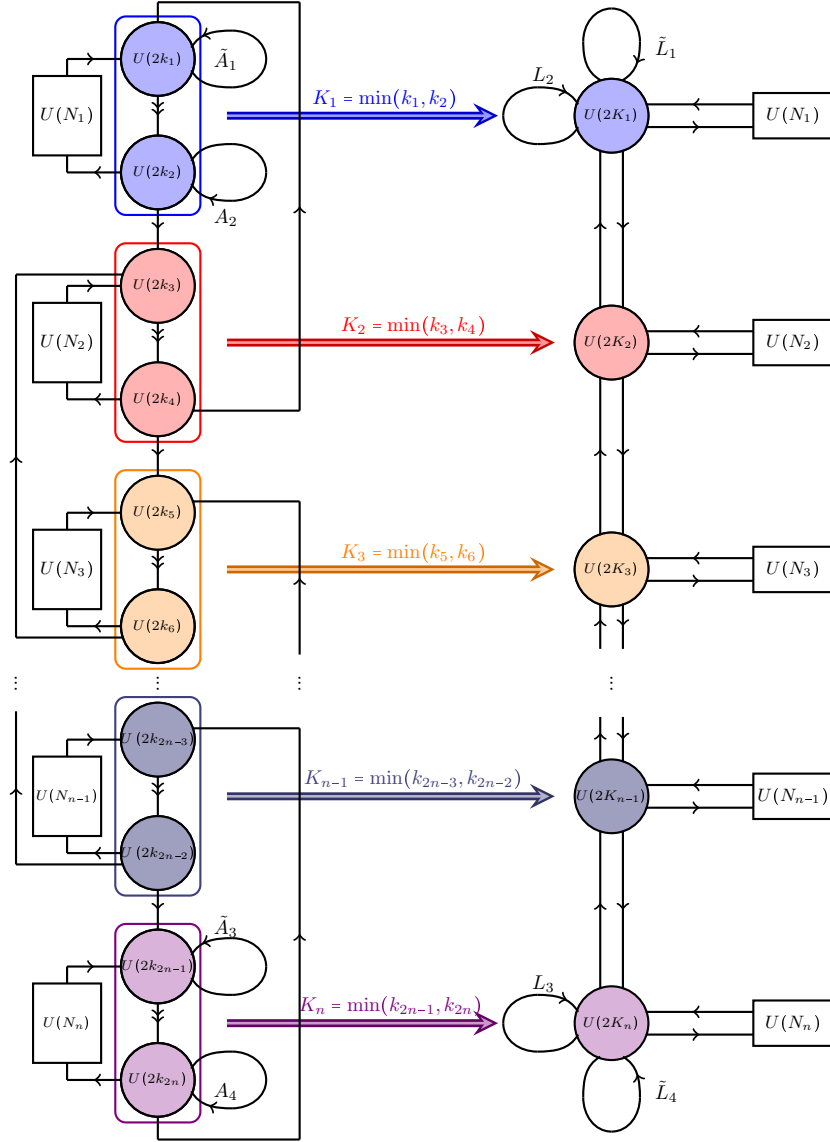 U(2k₁)
Ã₁
U(N₁)
K₁ = min(k₁, k₂)
L₂
L̃₁
U(2K₁)
U(N₁)
U(2k₂)
A₂
U(2k₃)
U(N₂)
K₂ = min(k₃, k₄)
U(2K₂)
U(N₂)
U(2k₄)
U(2k₅)
U(N₃)
K₃ = min(k₅, k₆)
U(2K₃)
U(N₃)
U(2k₆)
⋮ ⋮ ⋮ ⋮
U(2k₂ₙ₋₃)
U(Nₙ₋₁)
Kₙ₋₁ = min(k₂ₙ₋₃, k₂ₙ₋₂)
U(2Kₙ₋₁)
U(Nₙ₋₁)
U(2k₂ₙ₋₂)
Ã₃
U(2k₂ₙ₋₁)
U(Nₙ)
Kₙ = min(k₂ₙ₋₁, k₂ₙ)
L₃
U(2Kₙ)
U(Nₙ)
U(2k₂ₙ)
A₄
L̃₄